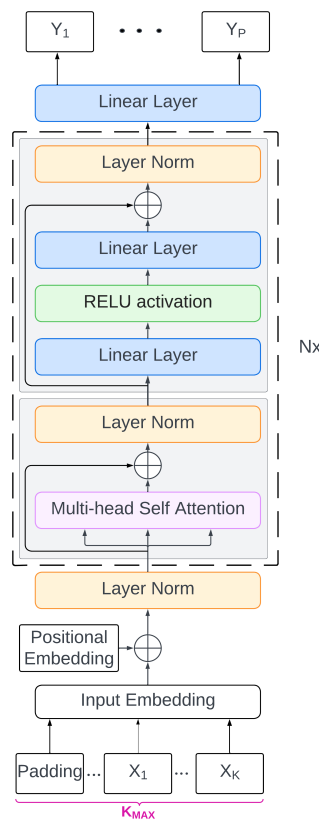 Y1 • • • YP
Linear Layer
Layer Norm
Linear Layer
RELU activation
Linear Layer
Nx
Layer Norm
Multi-head Self Attention
Layer Norm
Positional
Embedding
Input Embedding
Padding ... X1 ... XK
KMAX